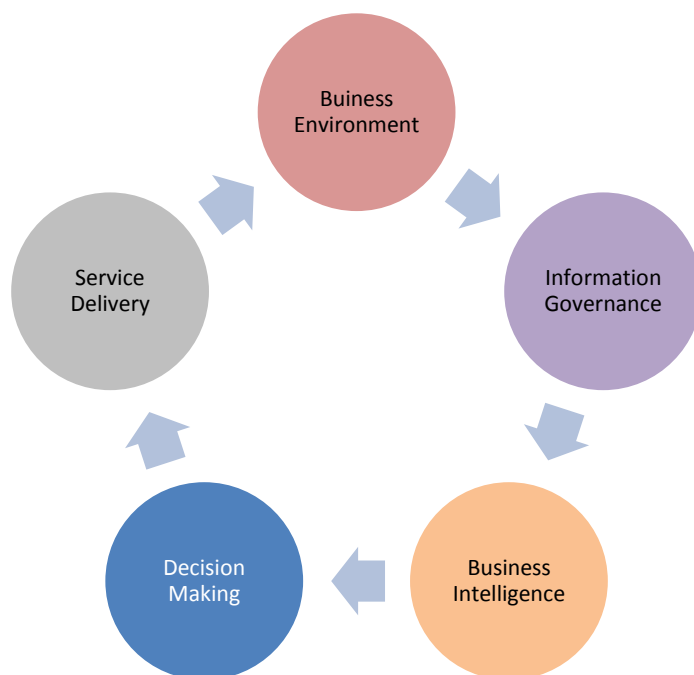 Buiness
Environment
Information
Governance
Business
Intelligence
Decision
Making
Service
Delivery